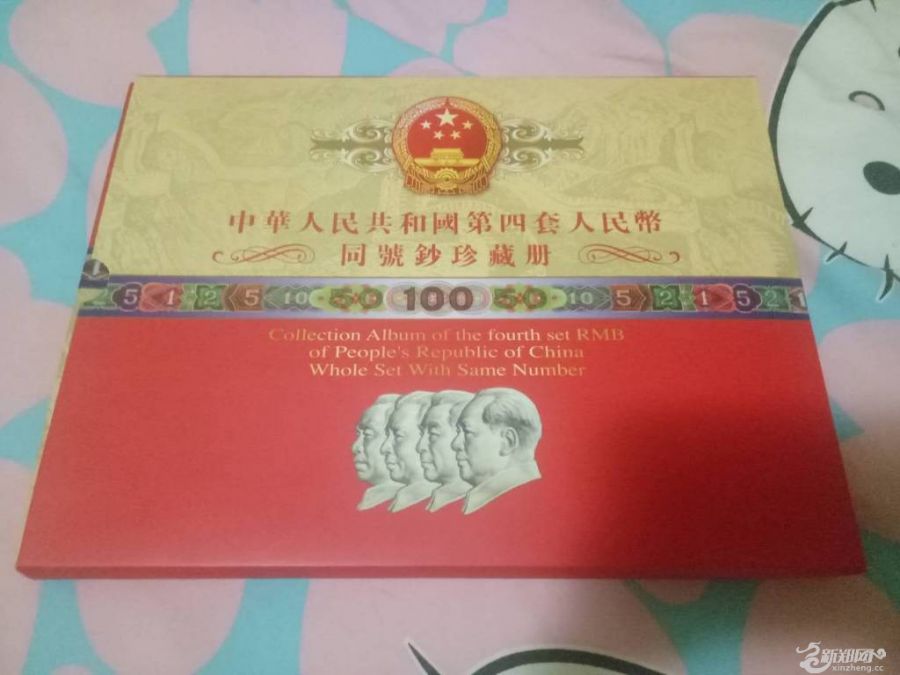 中華人民共和國第四套人民幣
同號鈔珍藏册
1 2 5 1 2 5 10 50 100 50 10 5 2 1 5 2 1
Collection Album of the fourth set RMB
of People's Republic of China
Whole Set With Same Number
新郑网
xinzheng.cc